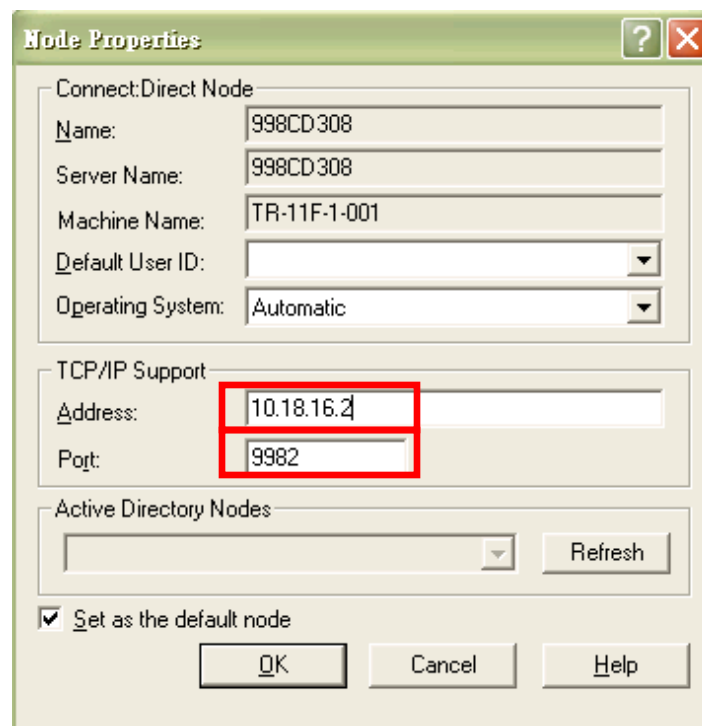 Node Properties
Connect:Direct Node
Name: 998CD308
Server Name: 998CD308
Machine Name: TR-11F-1-001
Default User ID:
Operating System: Automatic
TCP/IP Support
Address: 10.18.16.2
Port: 9982
Active Directory Nodes
Refresh
Set as the default node
OK Cancel Help